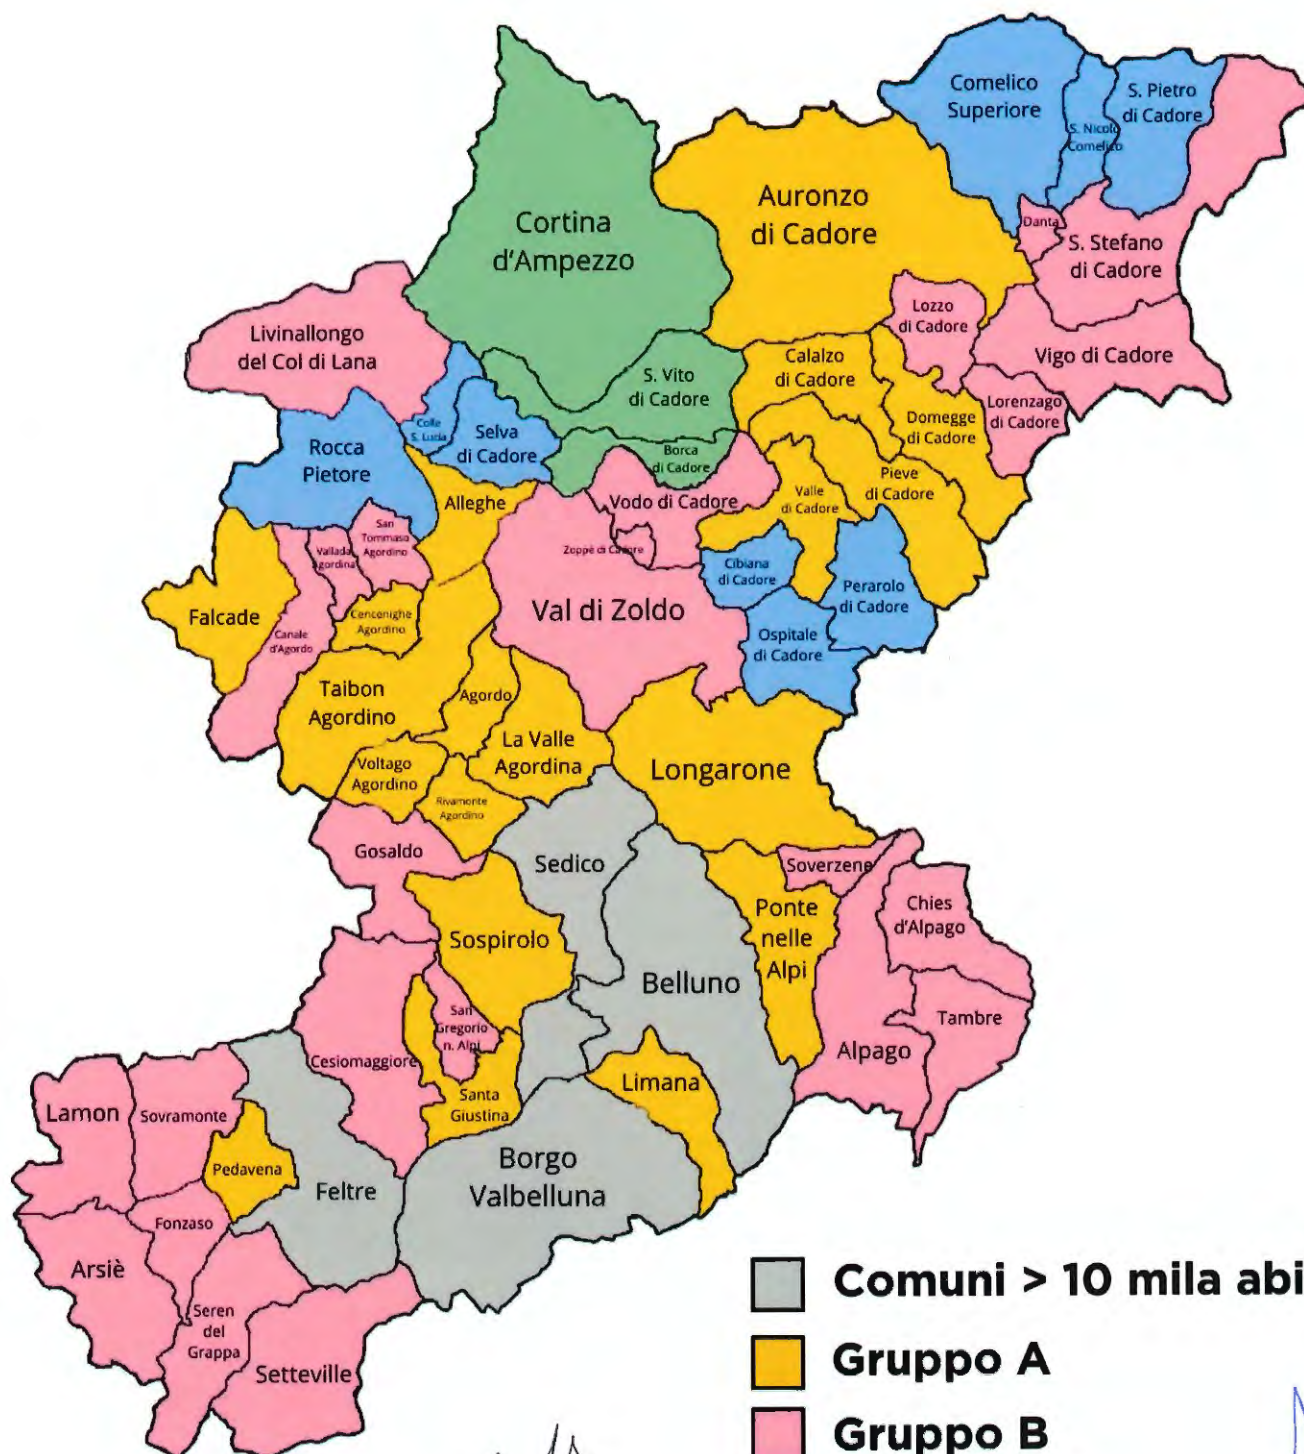 Comelico
Superiore
S. Nicolò
Comelico
S. Pietro
di Cadore
Auronzo
di Cadore
Danta
S. Stefano
di Cadore
Cortina
d'Ampezzo
Lozzo
di Cadore
Vigo di Cadore
Livinallongo
del Col di Lana
Calalzo
di Cadore
S. Vito
di Cadore
Lorenzago
di Cadore
Domegge
di Cadore
Colle
S. Lucia
Selva
di Cadore
Rocca
Pietore
Borca
di Cadore
Pieve
di Cadore
Valle
di Cadore
Alleghe
Vodo di Cadore
San
Tommaso
Agordino
Vallada
Agordina
Zoppè di Cadore
Cibiana
di Cadore
Perarolo
di Cadore
Falcade
Cencenighe
Agordino
Val di Zoldo
Canale
d'Agordo
Ospitale
di Cadore
Taibon
Agordino
Agordo
La Valle
Agordina
Voltago
Agordino
Longarone
Rivamonte
Agordino
Gosaldo
Sedico
Soverzene
Ponte
nelle
Alpi
Chies
d'Alpago
Sospirolo
Belluno
San
Gregorio
n. Alpi
Tambre
Cesiomaggiore
Alpago
Limana
Santa
Giustina
Lamon
Sovramonte
Pedavena
Feltre
Borgo
Valbelluna
Fonzaso
Arsiè
Seren
del
Grappa
Setteville
Comuni > 10 mila abi
Gruppo A
Gruppo B